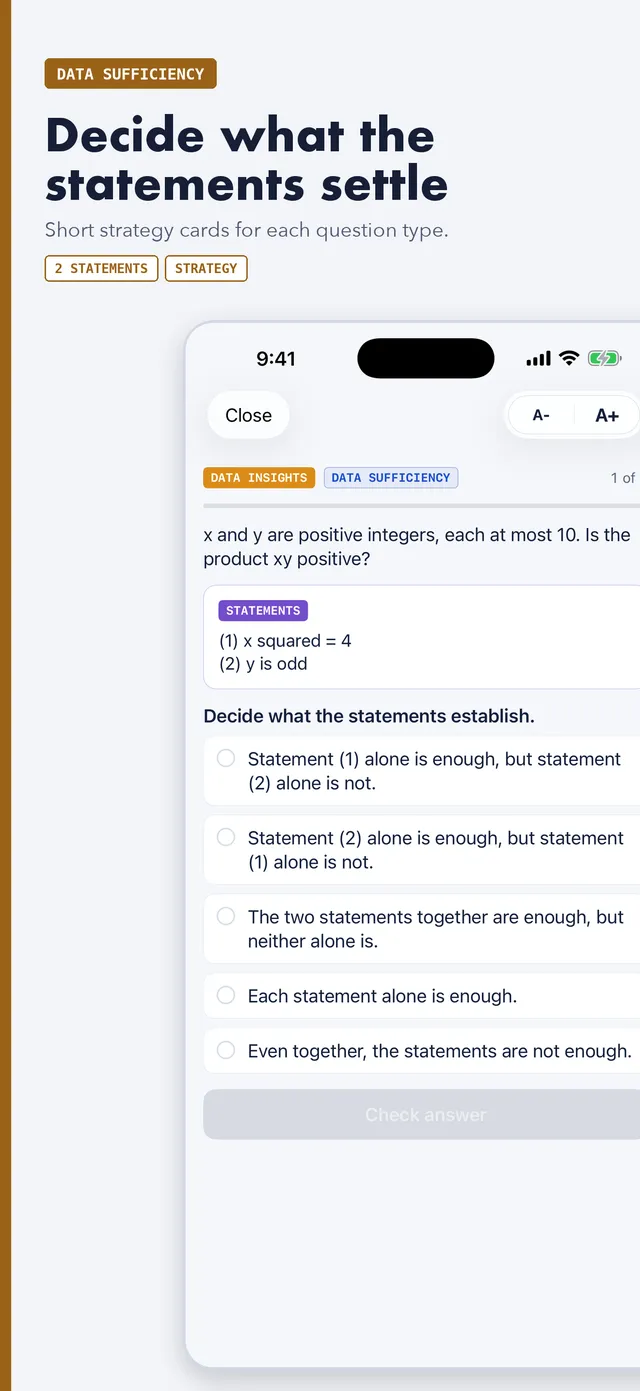 DATA SUFFICIENCY
Decide what the
statements settle
Short strategy cards for each question type.
2 STATEMENTS STRATEGY
9:41
Close A- A+
DATA INSIGHTS DATA SUFFICIENCY 1 of
x and y are positive integers, each at most 10. Is the
product xy positive?
STATEMENTS
(1) x squared = 4
(2) y is odd
Decide what the statements establish.
Statement (1) alone is enough, but statement
(2) alone is not.
Statement (2) alone is enough, but statement
(1) alone is not.
The two statements together are enough, but
neither alone is.
Each statement alone is enough.
Even together, the statements are not enough.
Check answer